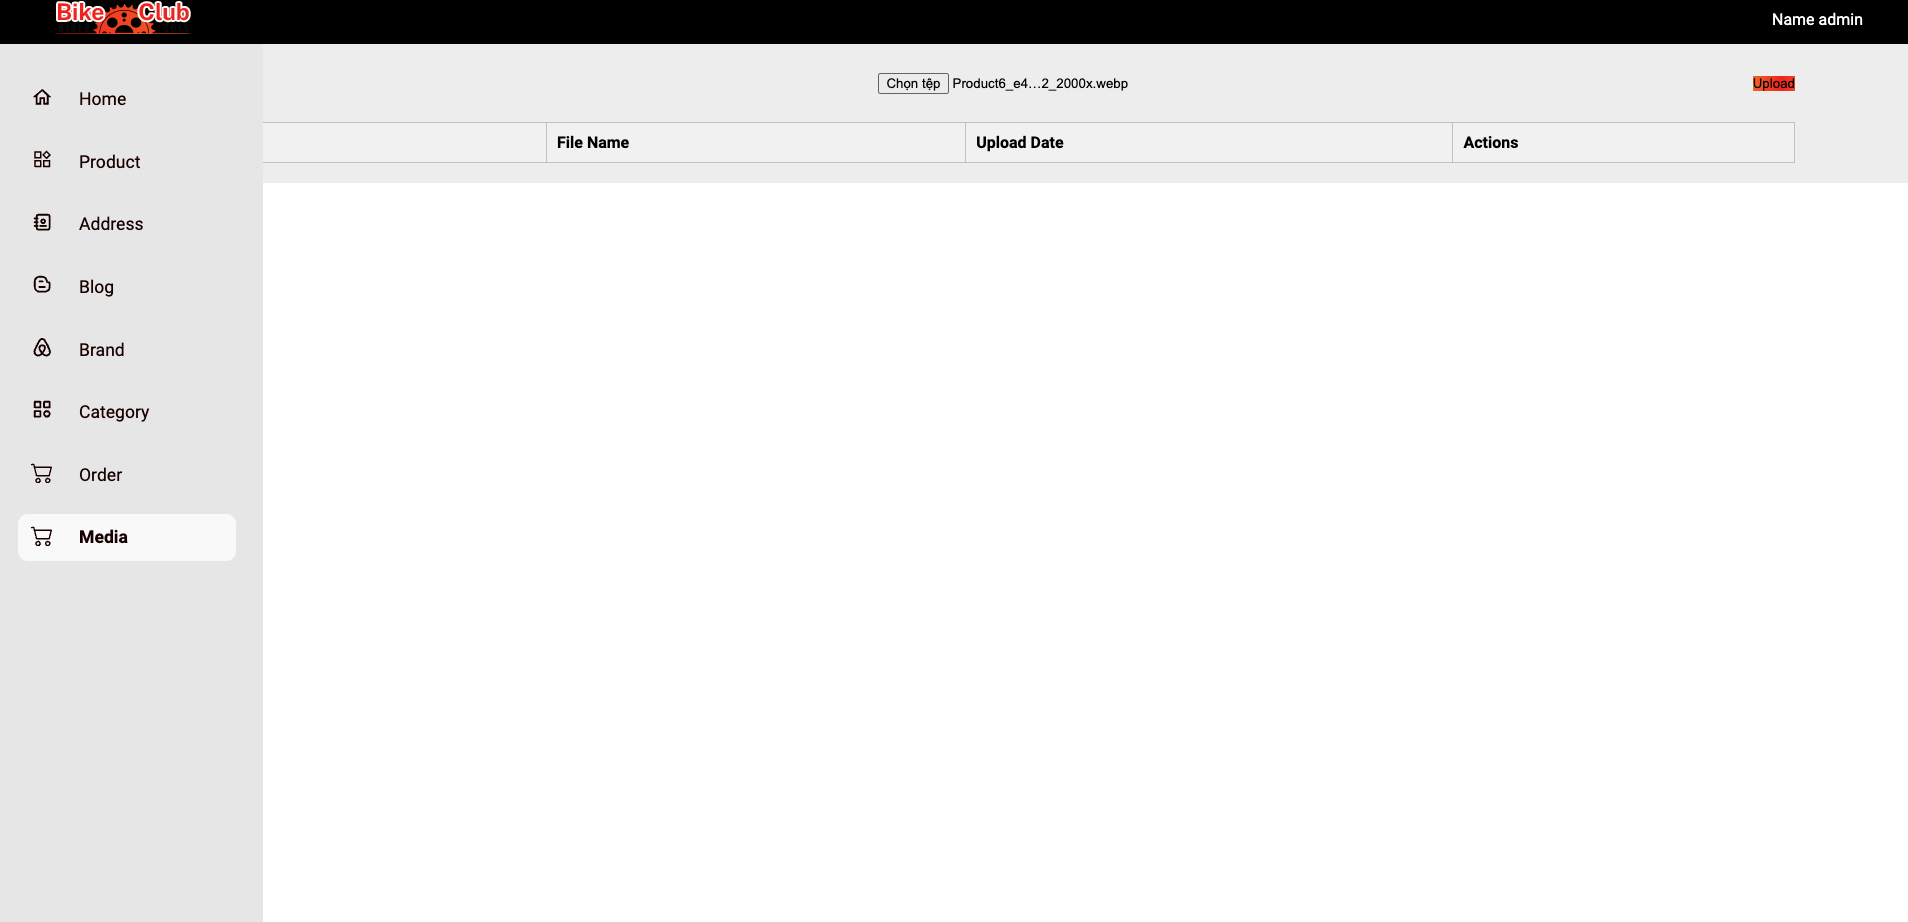 Bike Club
Name admin
Home
Product
Address
Blog
Brand
Category
Order
Media
Chọn tệp Product6_e4...2_2000x.webp
Upload
File Name
Upload Date
Actions